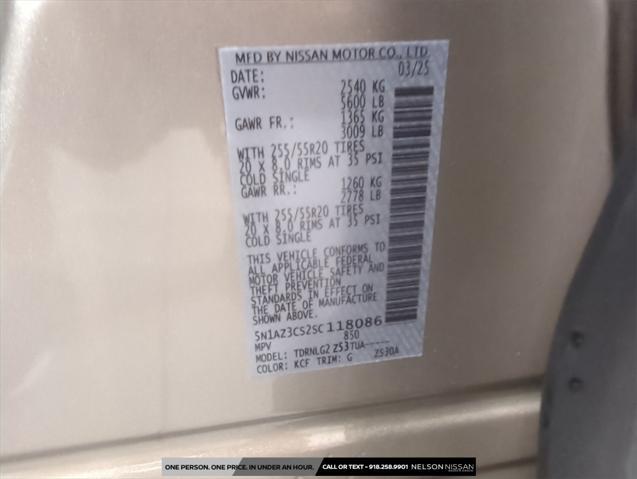 MFD BY NISSAN MOTOR CO., LTD.
DATE: 03/25
GVWR: 2540 KG
5600 LB
GAWR FR.: 1365 KG
3009 LB
WITH 255/55R20 TIRES
20 X 8.0 RIMS AT 35 PSI
COLD SINGLE
GAWR RR.: 1260 KG
2778 LB
WITH 255/55R20 TIRES
20 X 8.0 RIMS AT 35 PSI
COLD SINGLE
THIS VEHICLE CONFORMS TO
ALL APPLICABLE FEDERAL
MOTOR VEHICLE SAFETY AND
THEFT PREVENTION
STANDARDS IN EFFECT ON
THE DATE OF MANUFACTURE
SHOWN ABOVE.
5N1AZ3CS2SC118086
MPV 850
MODEL: TDRNLG2 Z53TUA-----
COLOR: KCF TRIM: G Z530A
ONE PERSON. ONE PRICE. IN UNDER AN HOUR. CALL OR TEXT - 918.258.9901 NELSON NISSAN